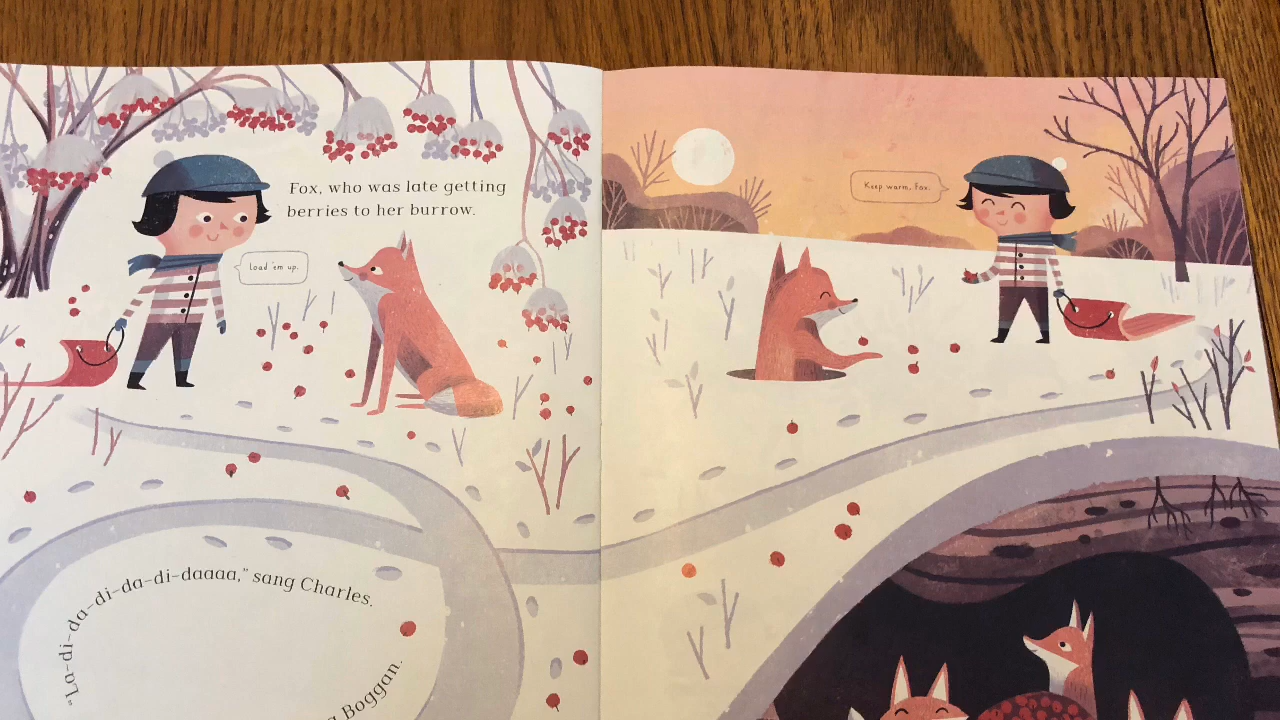 Fox, who was late getting
berries to her burrow.
Load 'em up.
"La-di-da-di-da-di-daaaa," sang Charles.
Boggan.
Keep warm, Fox.